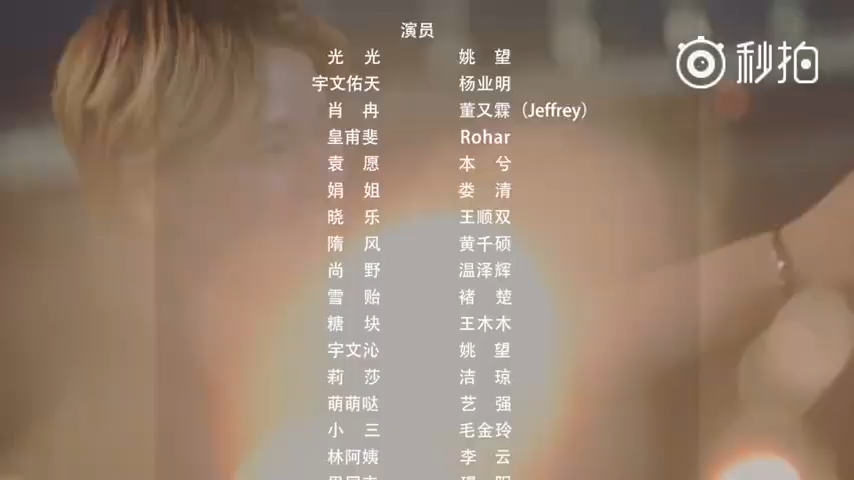 演员
光 光 姚 望
宇文佑天 杨业明
肖 冉 董又霖（Jeffrey）
皇甫斐 Rohar
袁 愿 本 兮
娟 姐 娄 清
晓 乐 王顺双
隋 风 黄千硕
尚 野 温泽辉
雪 贻 褚 楚
糖 块 王木木
宇文沁 姚 望
莉 莎 洁 琼
萌萌哒 艺 强
小 三 毛金玲
林阿姨 李 云
秒拍